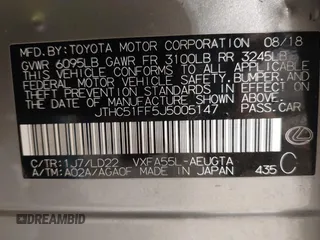 MFD.BY:TOYOTA MOTOR CORPORATION 08/18
GVWR 6095LB GAWR FR 3100LB RR 3245LB
THIS VEHICLE CONFORMS TO ALL APPLICABLE
FEDERAL MOTOR VEHICLE SAFETY, BUMPER, AND
THEFT PREVENTION STANDARDS IN EFFECT ON
THE DATE OF MANUFACTURE SHOWN ABOVE.
JTHC51FF5J5005147
C/TR:1J7/LD22 VXFA55L-AEUGTA
A/TM:A02A/AGA0F MADE IN JAPAN 435 C
LEXUS
DREAMBID